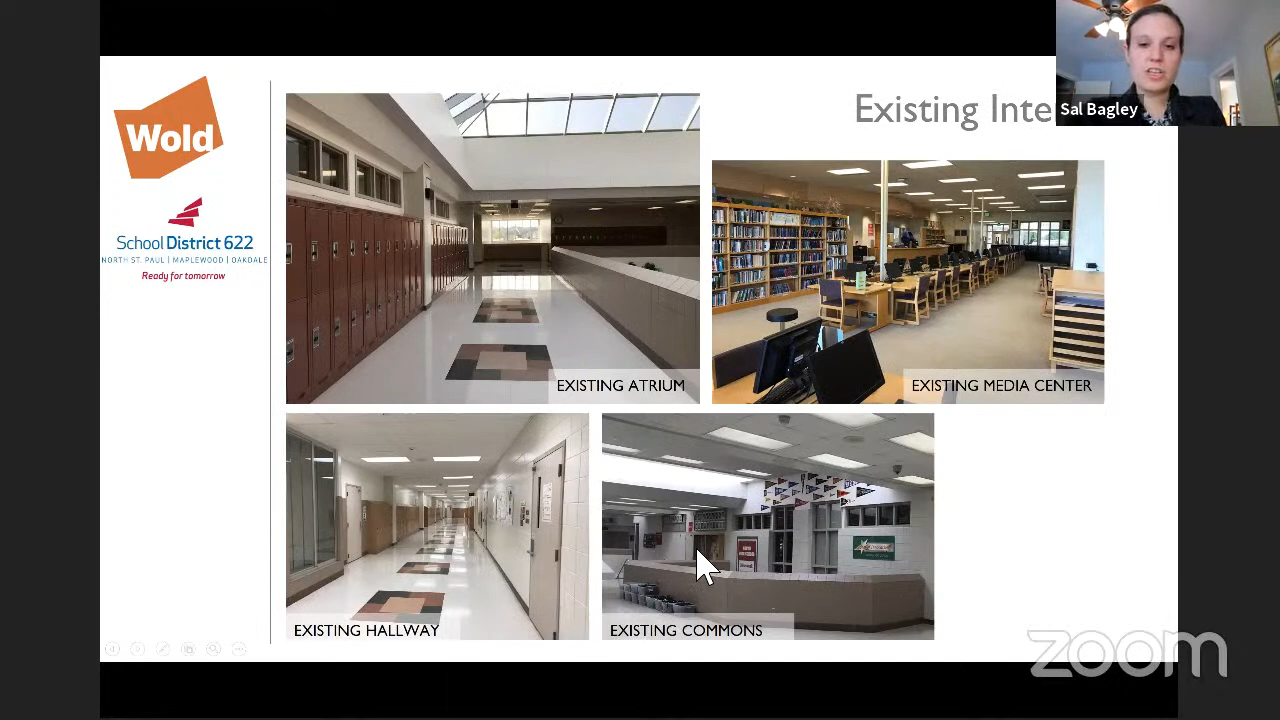 Wold
School District 622
NORTH ST. PAUL | MAPLEWOOD | OAKDALE
Ready for tomorrow
Existing Inte
Sal Bagley
EXISTING ATRIUM
EXISTING MEDIA CENTER
EXISTING HALLWAY
EXISTING COMMONS
zoom